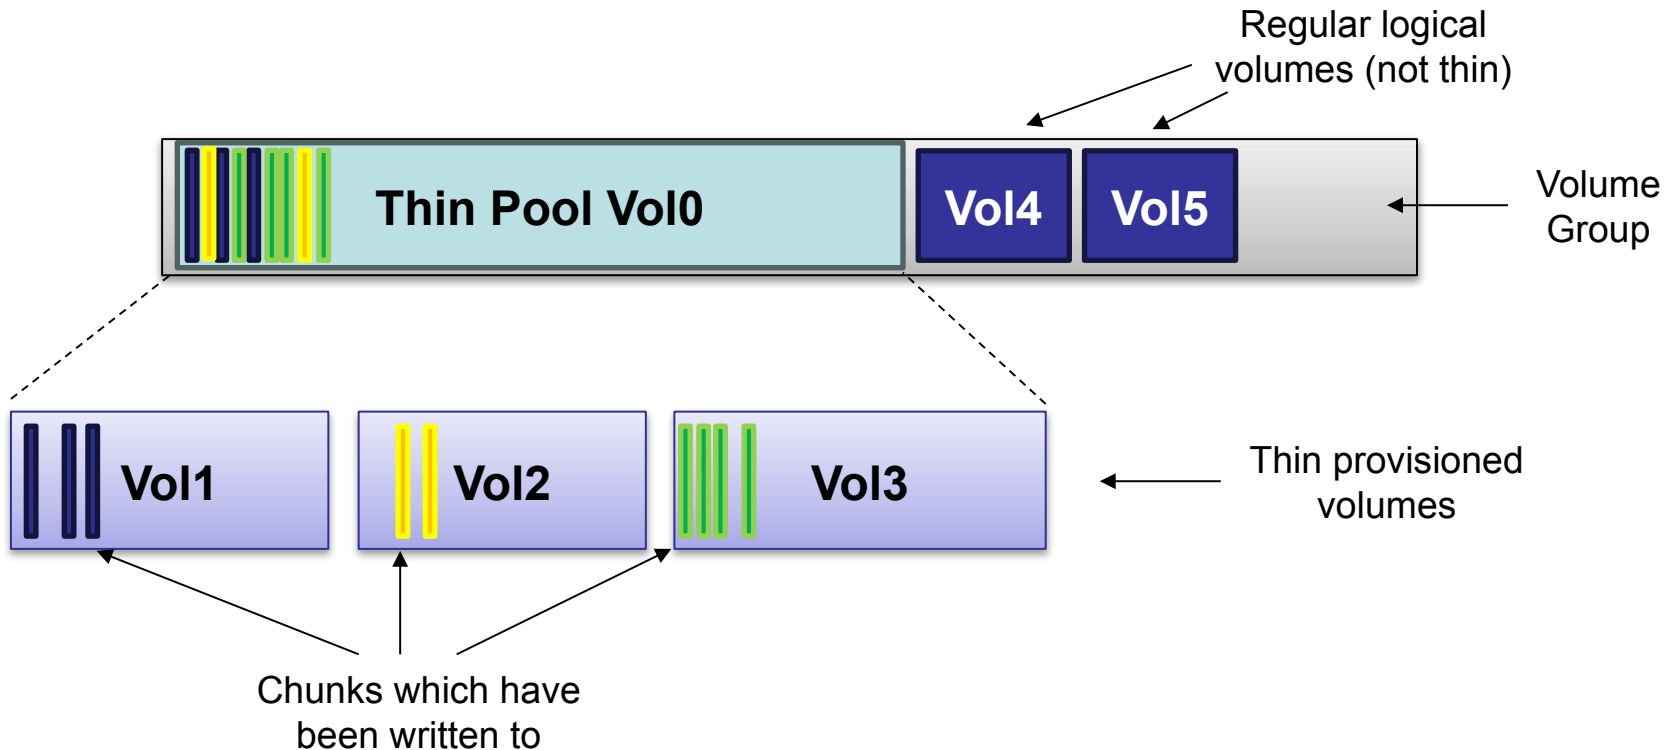 Regular logical
volumes (not thin)
Thin Pool Vol0
Vol4
Vol5
Volume
Group
Vol1
Vol2
Vol3
Thin provisioned
volumes
Chunks which have
been written to